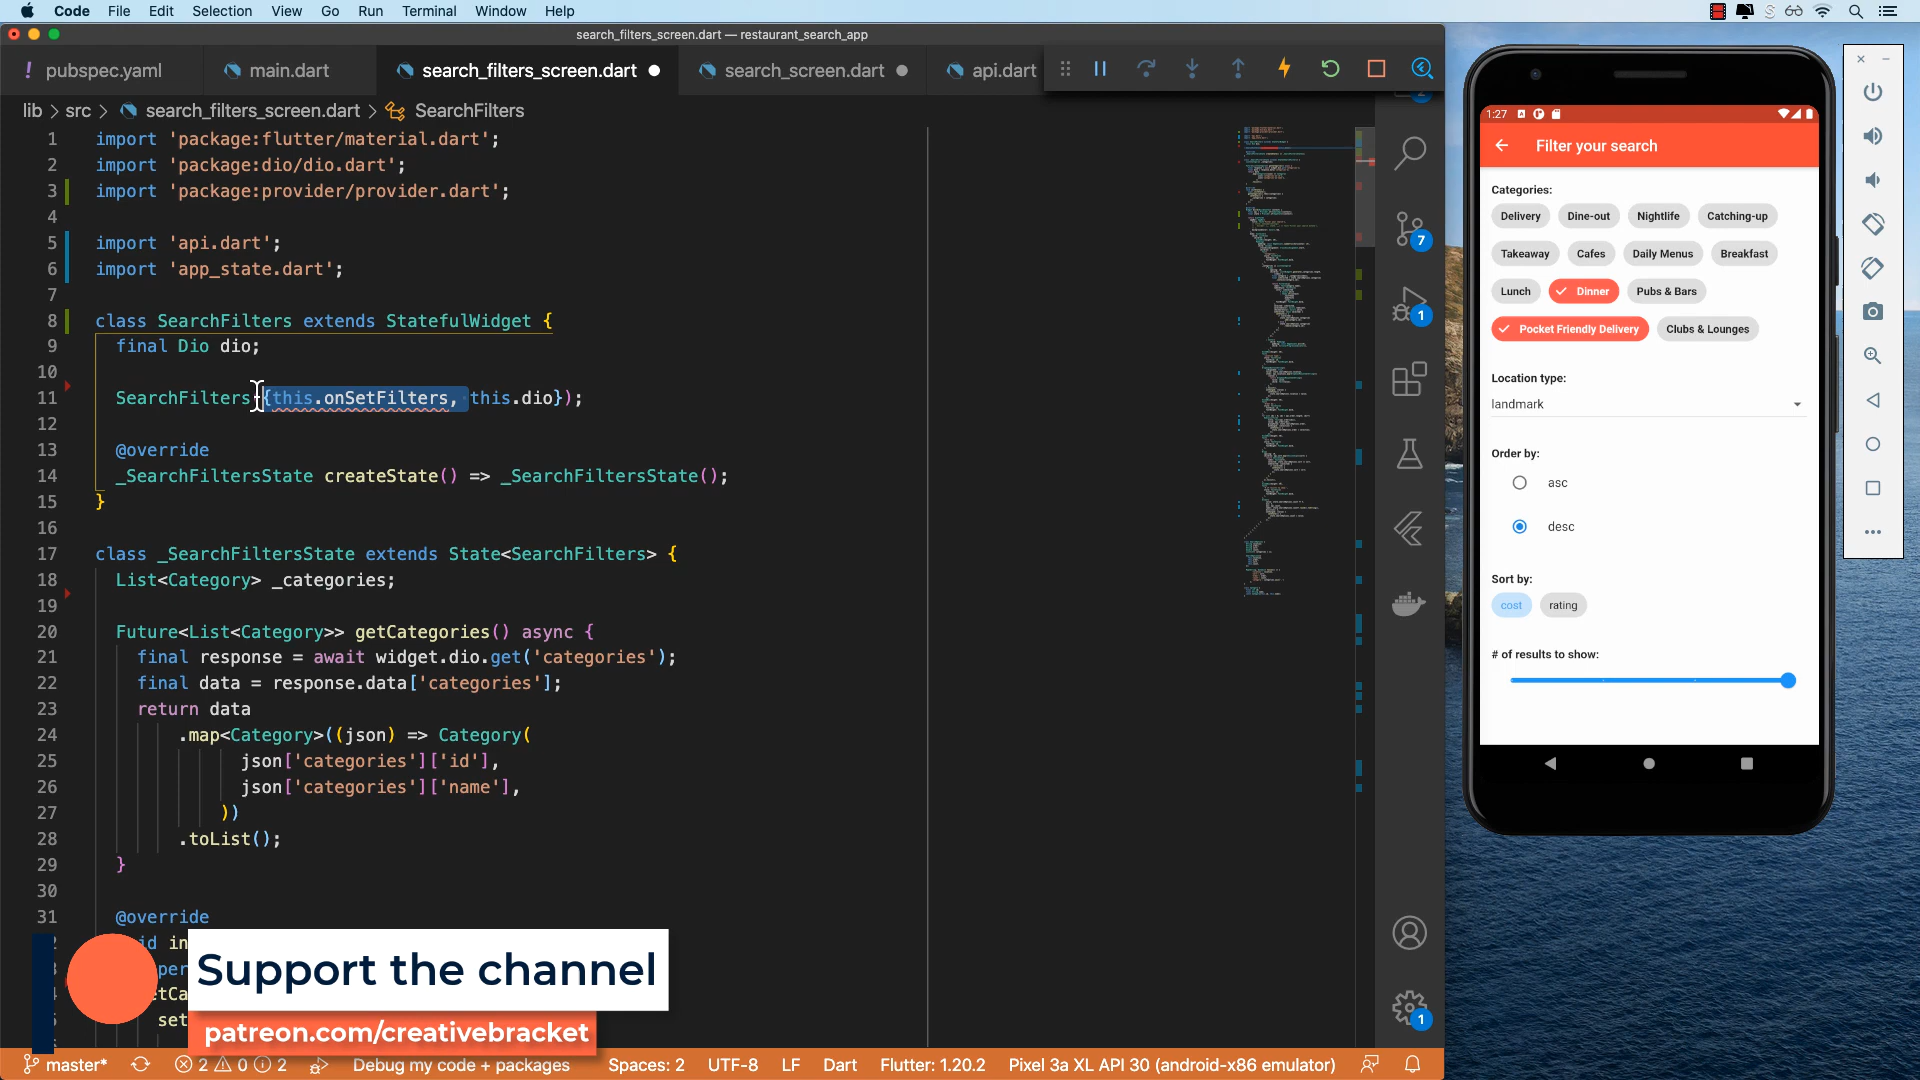 Code File Edit Selection View Go Run Terminal Window Help
search_filters_screen.dart — restaurant_search_app
! pubspec.yaml main.dart search_filters_screen.dart search_screen.dart api.dart
lib > src > search_filters_screen.dart > SearchFilters
1 import 'package:flutter/material.dart';
2 import 'package:dio/dio.dart';
3 import 'package:provider/provider.dart';
4
5 import 'api.dart';
6 import 'app_state.dart';
7
8 class SearchFilters extends StatefulWidget {
9 final Dio dio;
10
11 SearchFilters({this.onSetFilters, this.dio});
12
13 @override
14 _SearchFiltersState createState() => _SearchFiltersState();
15 }
16
17 class _SearchFiltersState extends State<SearchFilters> {
18 List<Category> _categories;
19
20 Future<List<Category>> getCategories() async {
21 final response = await widget.dio.get('categories');
22 final data = response.data['categories'];
23 return data
24 .map<Category>((json) => Category(
25 json['categories']['id'],
26 json['categories']['name'],
27 ))
28 .toList();
29 }
30
31 @override
id in
per
etCa
set
Support the channel
patreon.com/creativebracket
7
1
1
master* 2 0 2 Debug my code + packages Spaces: 2 UTF-8 LF Dart Flutter: 1.20.2 Pixel 3a XL API 30 (android-x86 emulator)
1:27
Filter your search
Categories:
Delivery Dine-out Nightlife Catching-up
Takeaway Cafes Daily Menus Breakfast
Lunch Dinner Pubs & Bars
Pocket Friendly Delivery Clubs & Lounges
Location type:
landmark
Order by:
asc
desc
Sort by:
cost rating
# of results to show: